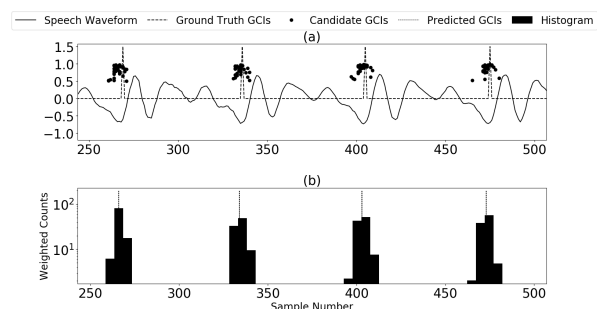 Speech Waveform Ground Truth GCIs Candidate GCIs Predicted GCIs Histogram
(a)
1.5
1.0
0.5
0.0
−0.5
−1.0
250 300 350 400 450 500
(b)
Weighted Counts
10²
10¹
250 300 350 400 450 500
Sample Number